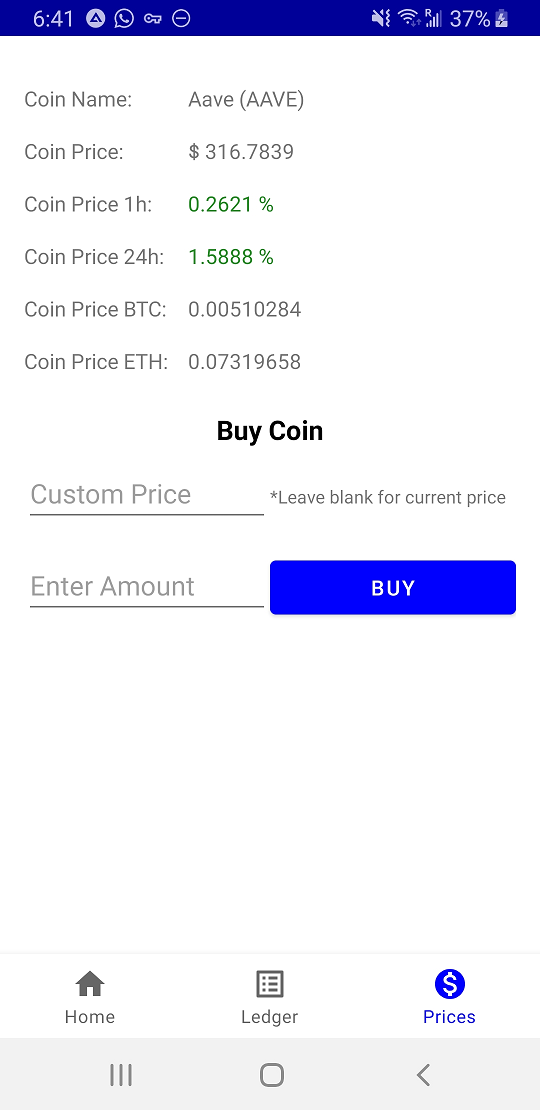 6:41 R 37%
Coin Name: Aave (AAVE)
Coin Price: $ 316.7839
Coin Price 1h: 0.2621 %
Coin Price 24h: 1.5888 %
Coin Price BTC: 0.00510284
Coin Price ETH: 0.07319658
Buy Coin
Custom Price *Leave blank for current price
Enter Amount BUY
Home Ledger Prices